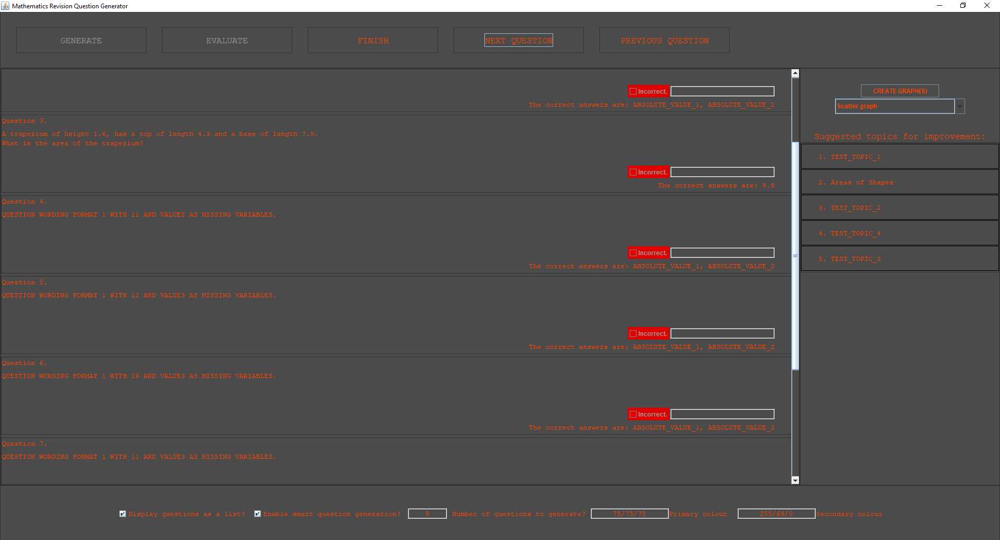 Mathematics Revision Question Generator
GENERATE
EVALUATE
FINISH
NEXT QUESTION
PREVIOUS QUESTION
Incorrect.
The correct answers are: ABSOLUTE_VALUE_1, ABSOLUTE_VALUE_2
Question 3.
A trapezium of height 1.6, has a top of length 4.3 and a base of length 7.9.
What is the area of the trapezium?
Incorrect.
The correct answers are: 9.8
Question 4.
QUESTION WORDING FORMAT 1 WITH 11 AND VALUE2 AS MISSING VARIABLES.
Incorrect.
The correct answers are: ABSOLUTE_VALUE_1, ABSOLUTE_VALUE_2
Question 5.
QUESTION WORDING FORMAT 1 WITH 12 AND VALUE3 AS MISSING VARIABLES.
Incorrect.
The correct answers are: ABSOLUTE_VALUE_1, ABSOLUTE_VALUE_2
Question 6.
QUESTION WORDING FORMAT 1 WITH 19 AND VALUE3 AS MISSING VARIABLES.
Incorrect.
The correct answers are: ABSOLUTE_VALUE_1, ABSOLUTE_VALUE_2
Question 7.
QUESTION WORDING FORMAT 1 WITH 11 AND VALUE3 AS MISSING VARIABLES.
CREATE GRAPH(S)
Scatter graph
Suggested topics for improvement:
1. TEST_TOPIC_1
2. Areas of Shapes
3. TEST_TOPIC_2
4. TEST_TOPIC_4
5. TEST_TOPIC_3
Display questions as a list?
Enable smart question generation?
9
Number of questions to generate?
75/75/75
Primary colour
255/69/0
Secondary colour